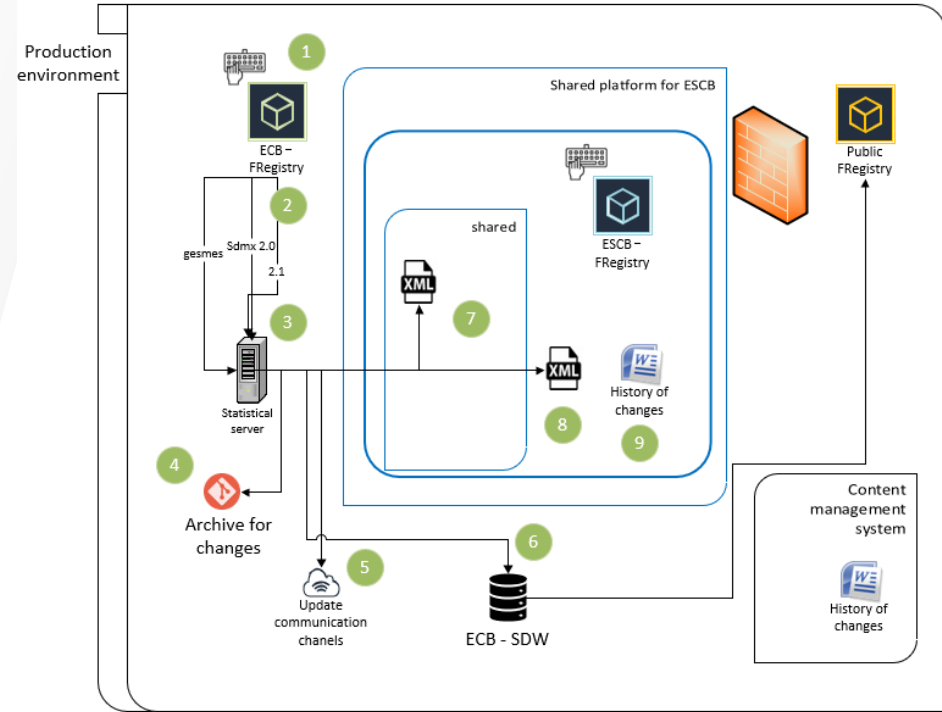 Production
environment
1
Shared platform for ESCB
ECB –
FRegistry
Public
FRegistry
2
shared
gesmes
Sdmx 2.0
2.1
ESCB –
FRegistry
XML
7
3
Statistical
server
XML
W
History of
changes
8
9
4
Archive for
changes
Content
management
system
6
5
Update
communication
chanels
ECB - SDW
W
History of
changes